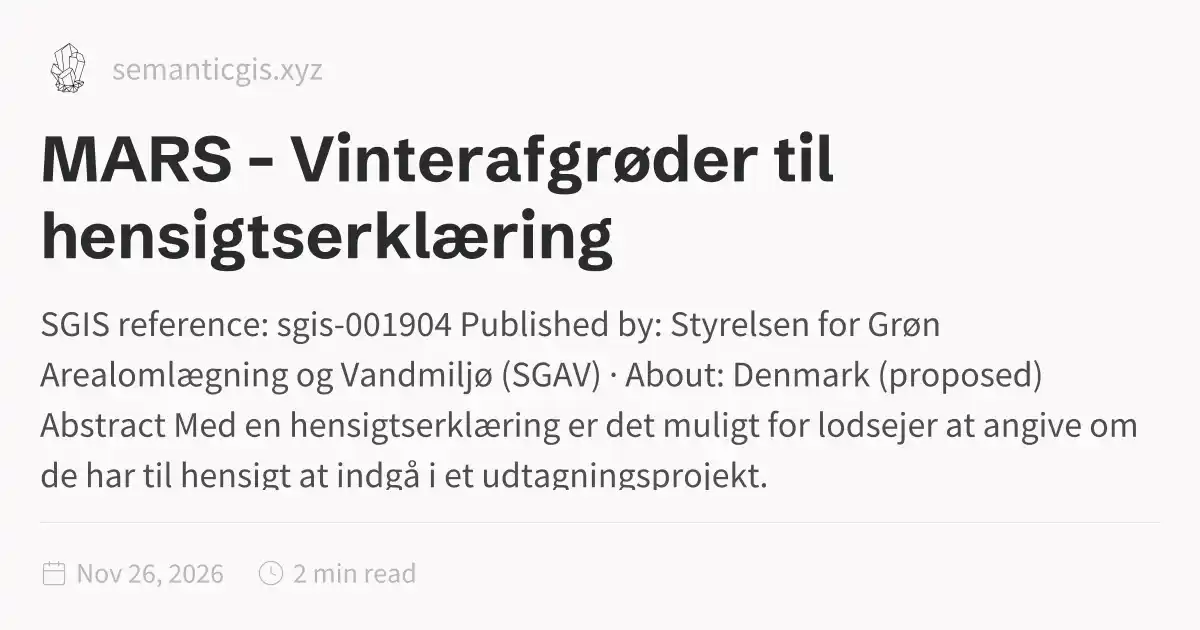 semanticgis.xyz
MARS - Vinterafgrøder til
hensigtserklæring
SGIS reference: sgis-001904 Published by: Styrelsen for Grøn
Arealomlægning og Vandmiljø (SGAV) · About: Denmark (proposed)
Abstract Med en hensigtserklæring er det muligt for lodsejer at angive om
de har til hensigt at indgå i et udtagningsprojekt.
Nov 26, 2026 2 min read